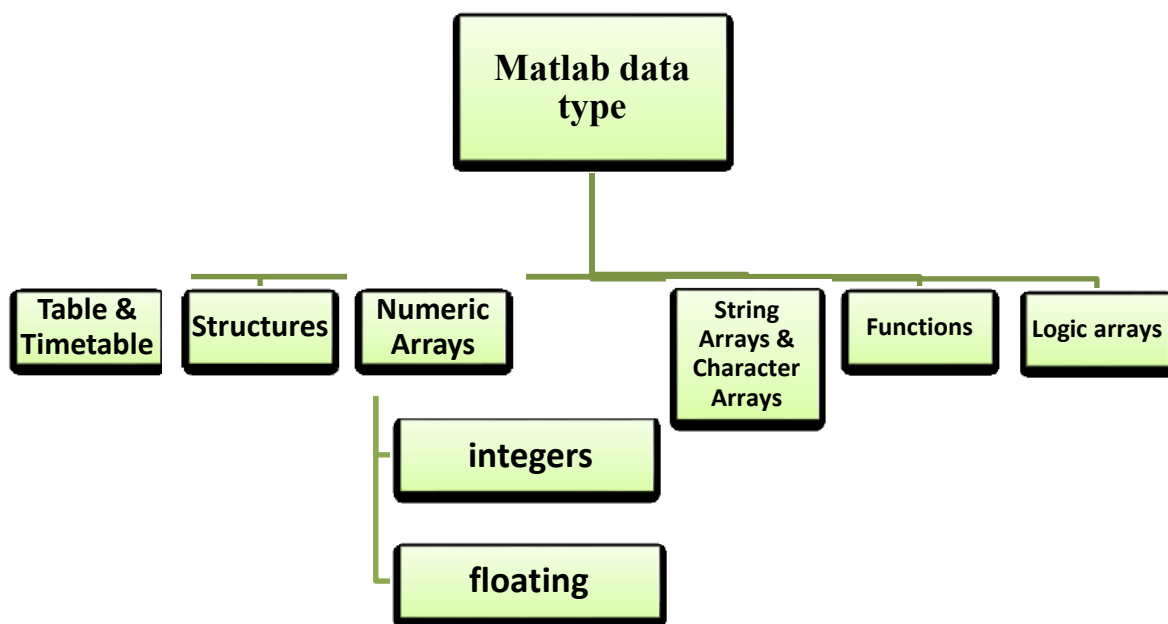 Matlab data
type
Table &
Timetable
Structures
Numeric
Arrays
String
Arrays &
Character
Arrays
Functions
Logic arrays
integers
floating